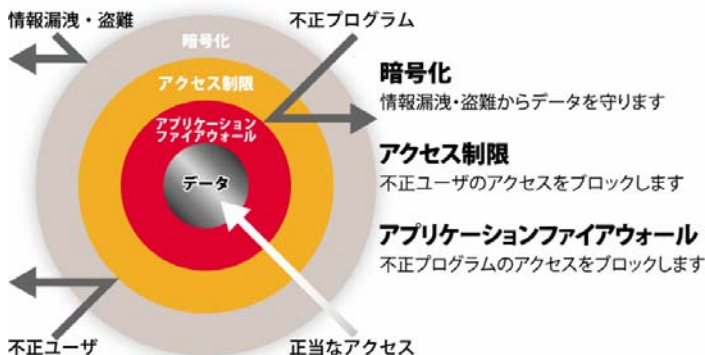 情報漏洩・盗難
不正プログラム
暗号化
アクセス制限
アプリケーション
ファイアウォール
データ
不正ユーザ
正当なアクセス
暗号化
情報漏洩・盗難からデータを守ります
アクセス制限
不正ユーザのアクセスをブロックします
アプリケーションファイアウォール
不正プログラムのアクセスをブロックします